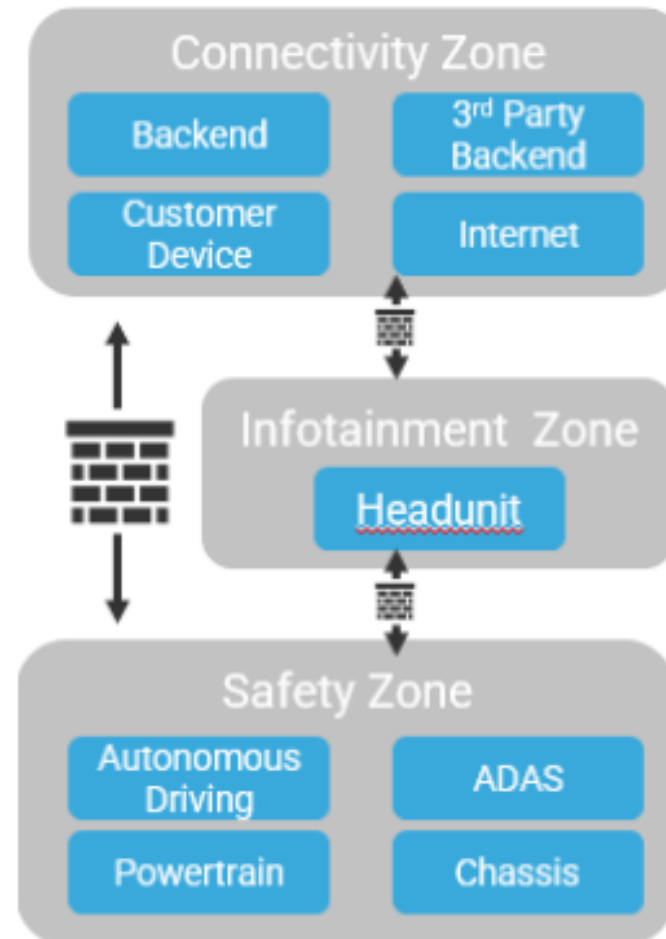 Connectivity Zone
Backend
3rd Party
Backend
Customer
Device
Internet
Infotainment Zone
Headunit
Safety Zone
Autonomous
Driving
ADAS
Powertrain
Chassis